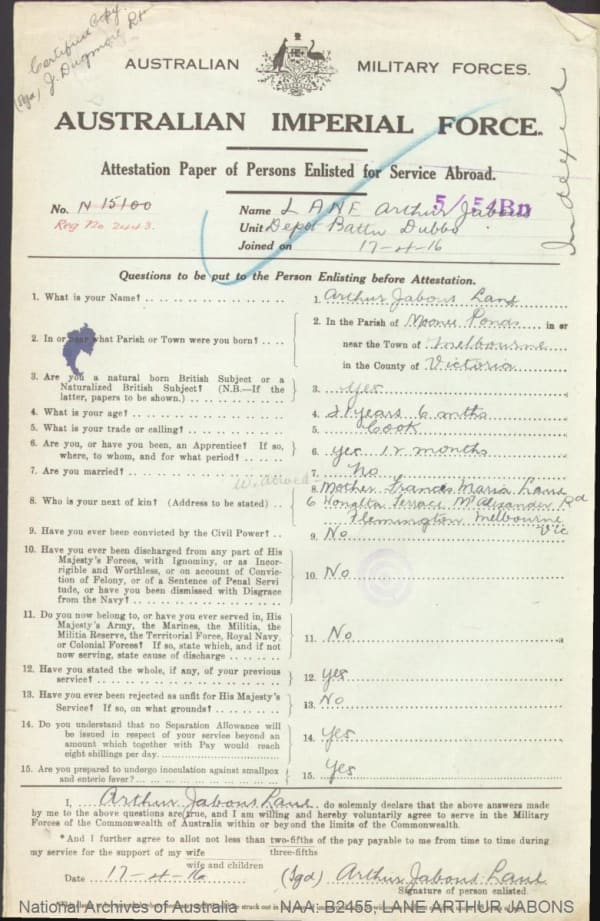 Certified Copy.
(Sgd) J. Dugmore Lt
AUSTRALIAN MILITARY FORCES.
Indexed
AUSTRALIAN IMPERIAL FORCE.
Attestation Paper of Persons Enlisted for Service Abroad.
No. N 15100
Reg No 2443.
Name LANE Arthur Jabous
5/54Bn
Unit Depot Battn Dubbo
Joined on 17-4-16
Questions to be put to the Person Enlisting before Attestation.
1. What is your Name? 1. Arthur Jabous Lane
2. In or near what Parish or Town were you born? 2. In the Parish of Moonee Ponds in or
near the Town of Melbourne
in the County of Victoria
3. Are you a natural born British Subject or a
Naturalized British Subject? (N.B.—If the
latter, papers to be shown.) 3. Yes
4. What is your age? 4. 21 years 6 mths
5. What is your trade or calling? 5. Cook
6. Are you, or have you been, an Apprentice? If so,
where, to whom, and for what period? 6. Yes 12 months
7. Are you married? 7. No
Widowed
8. Who is your next of kin? (Address to be stated) 8. Mother Frances Maria Lane
6 Terrace McAlexander Rd
Flemington Melbourne
Vic
9. Have you ever been convicted by the Civil Power? 9. No
10. Have you ever been discharged from any part of His
Majesty's Forces, with Ignominy, or as Incor-
rigible and Worthless, or on account of Convic-
tion of Felony, or of a Sentence of Penal Servi-
tude, or have you been dismissed with Disgrace
from the Navy? 10. No
11. Do you now belong to, or have you ever served in, His
Majesty's Army, the Marines, the Militia, the
Militia Reserve, the Territorial Force, Royal Navy
or Colonial Forces? If so, state which, and if not
now serving, state cause of discharge 11. No
12. Have you stated the whole, if any, of your previous
service? 12. Yes
13. Have you ever been rejected as unfit for His Majesty's
Service? If so, on what grounds? 13. No
14. Do you understand that no Separation Allowance will
be issued in respect of your service beyond an
amount which together with Pay would reach
eight shillings per day. 14. Yes
15. Are you prepared to undergo inoculation against smallpox
and enteric fever? 15. Yes
I, Arthur Jabous Lane do solemnly declare that the above answers made
by me to the above questions are true, and I am willing and hereby voluntarily agree to serve in the Military
Forces of the Commonwealth of Australia within or beyond the limits of the Commonwealth.
*And I further agree to allot not less than two-fifths of the pay payable to me from time to time during
three-fifths
my service for the support of my wife
wife and children
Date 17-4-16 (Sgd) Arthur Jabous Lane
Signature of person enlisted.
struck out in
National Archives of Australia NAA: B2455, LANE ARTHUR JABONS